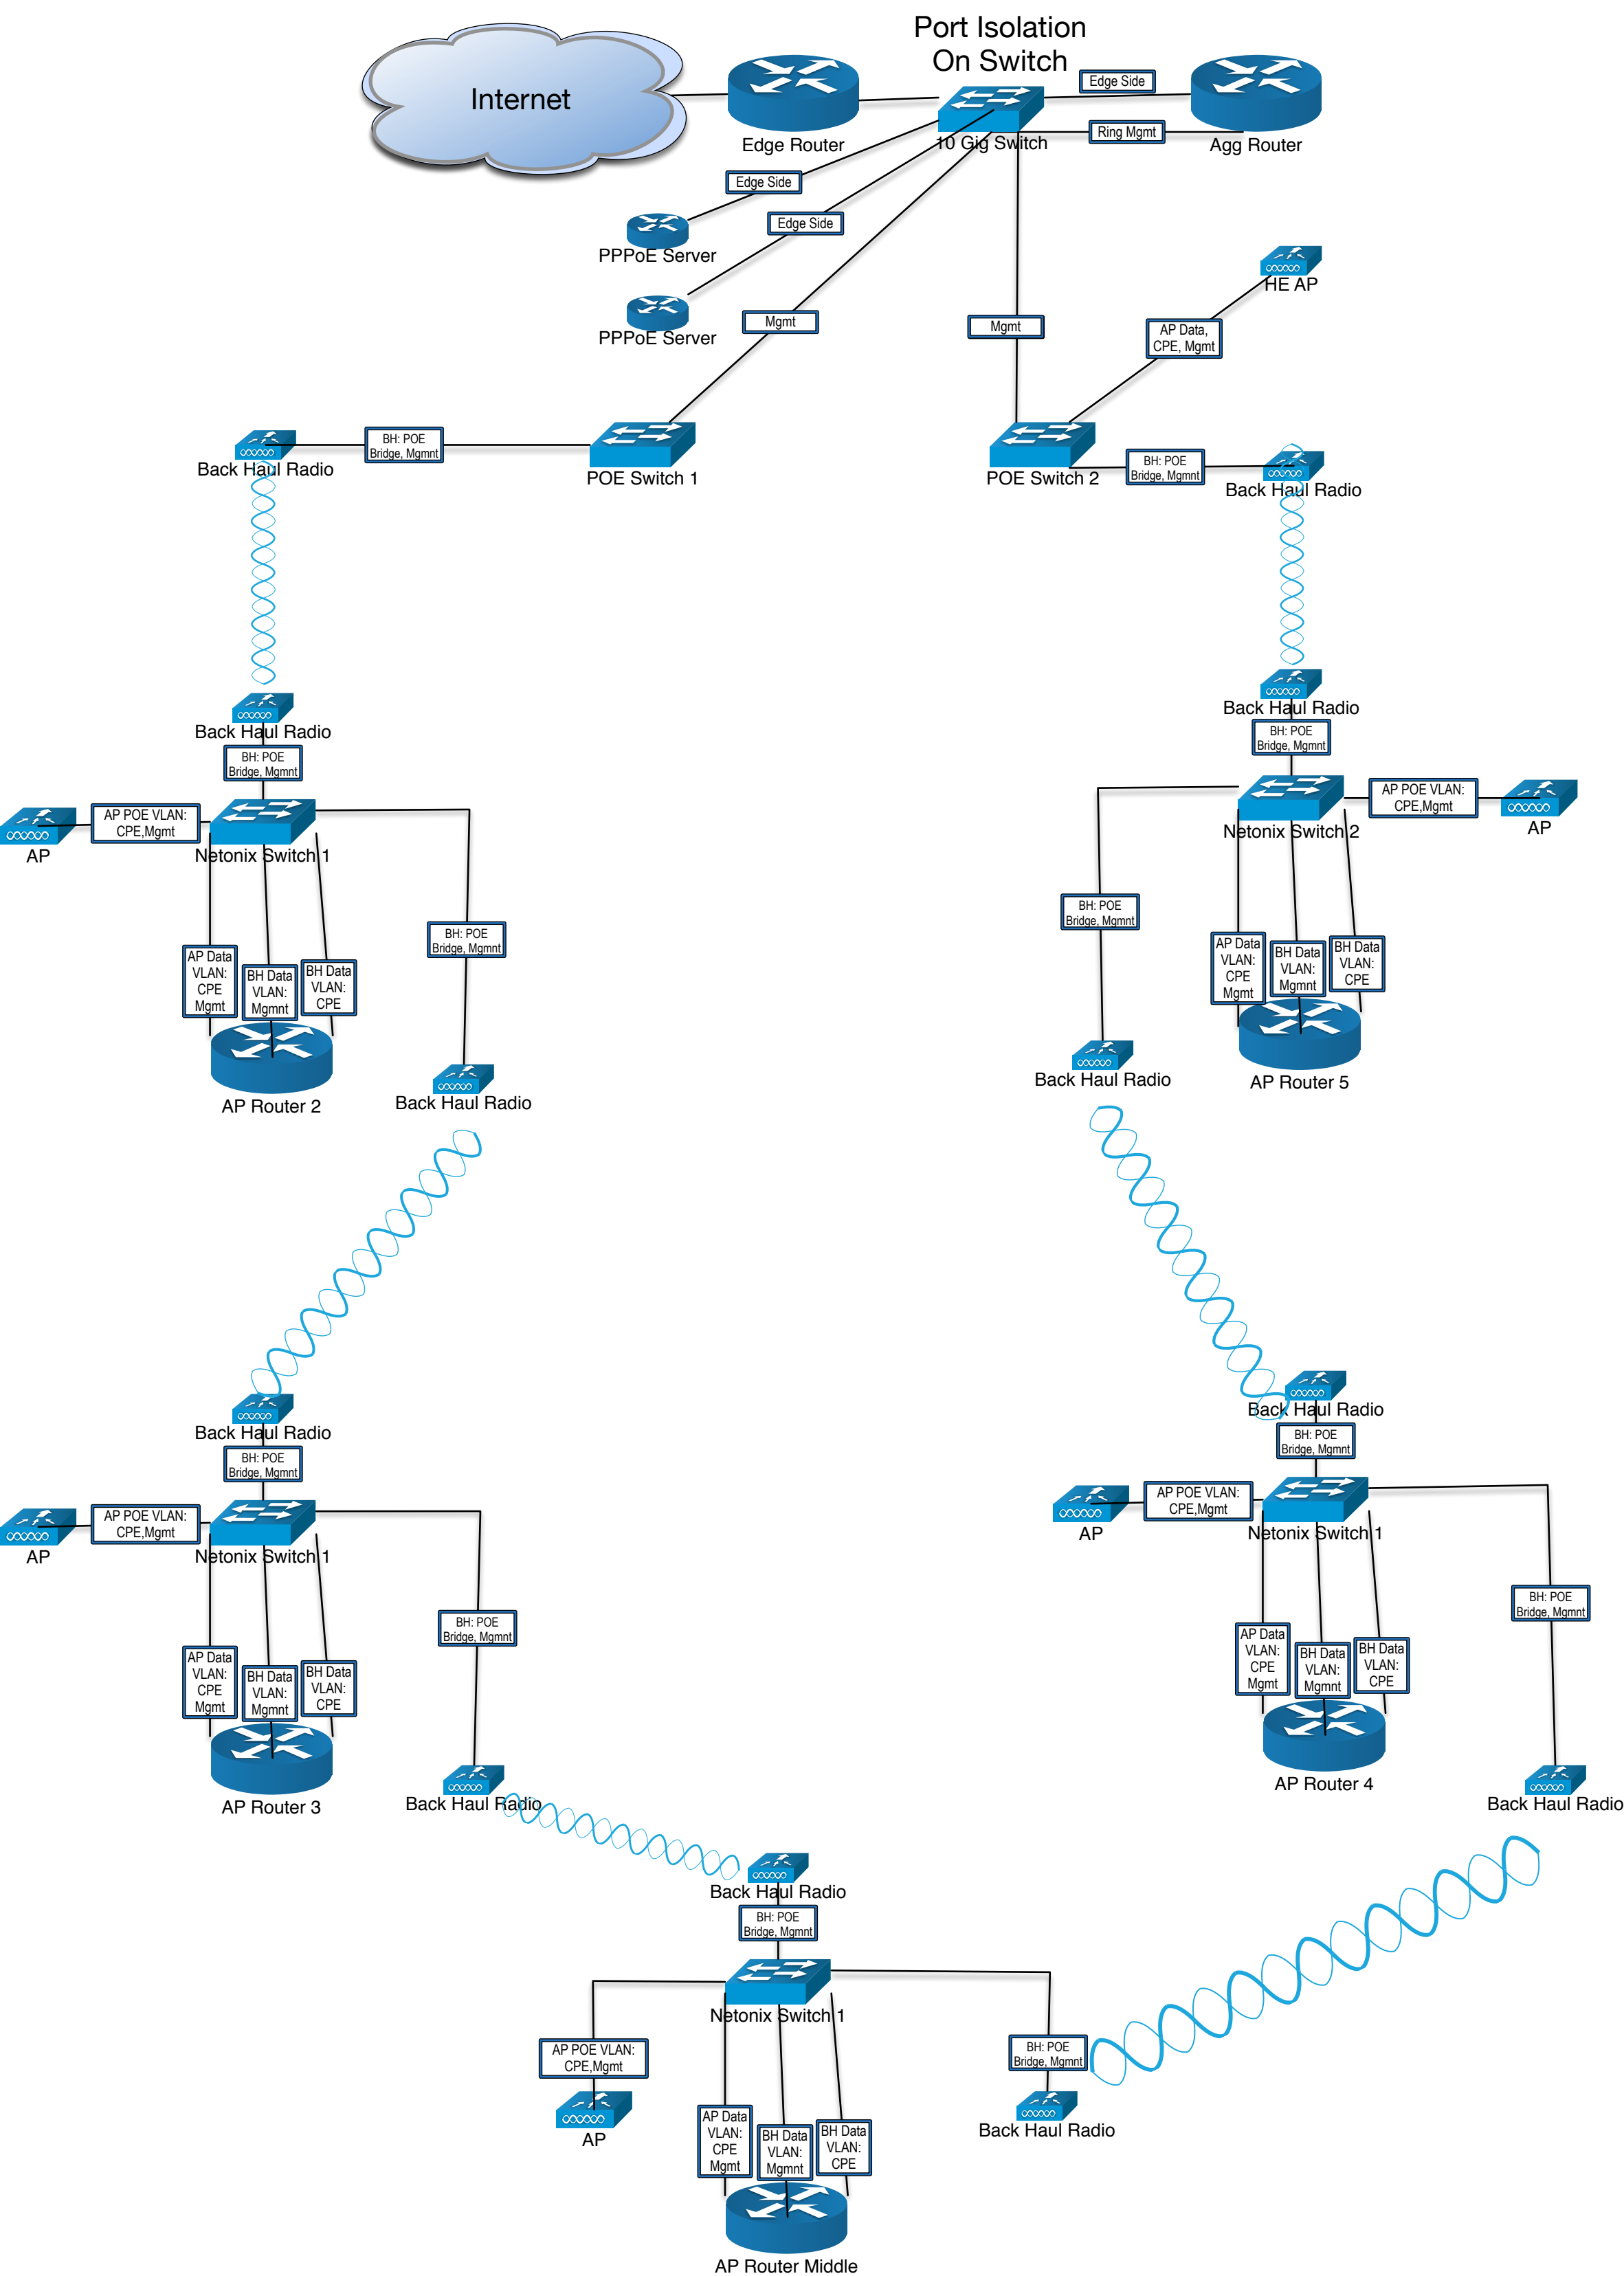 Port Isolation
On Switch
Internet
Edge Side
Edge Router
10 Gig Switch
Ring Mgmt
Agg Router
Edge Side
Edge Side
PPPoE Server
HE AP
PPPoE Server
Mgmt
Mgmt
AP Data,
CPE, Mgmt
BH: POE
Bridge, Mgmnt
Back Haul Radio
POE Switch 1
POE Switch 2
BH: POE
Bridge, Mgmnt
Back Haul Radio
Back Haul Radio
BH: POE
Bridge, Mgmnt
Back Haul Radio
BH: POE
Bridge, Mgmnt
AP POE VLAN:
CPE,Mgmt
AP
Netonix Switch 1
AP POE VLAN:
CPE,Mgmt
Netonix Switch 2
AP
BH: POE
Bridge, Mgmnt
BH: POE
Bridge, Mgmnt
AP Data
VLAN:
CPE
Mgmt
BH Data
VLAN:
Mgmnt
BH Data
VLAN:
CPE
AP Data
VLAN:
CPE
Mgmt
BH Data
VLAN:
Mgmnt
BH Data
VLAN:
CPE
AP Router 2
Back Haul Radio
Back Haul Radio
AP Router 5
Back Haul Radio
BH: POE
Bridge, Mgmnt
Back Haul Radio
BH: POE
Bridge, Mgmnt
AP POE VLAN:
CPE,Mgmt
AP
Netonix Switch 1
AP POE VLAN:
CPE,Mgmt
AP
Netonix Switch 1
BH: POE
Bridge, Mgmnt
BH: POE
Bridge, Mgmnt
AP Data
VLAN:
CPE
Mgmt
BH Data
VLAN:
Mgmnt
BH Data
VLAN:
CPE
AP Data
VLAN:
CPE
Mgmt
BH Data
VLAN:
Mgmnt
BH Data
VLAN:
CPE
AP Router 3
Back Haul Radio
AP Router 4
Back Haul Radio
Back Haul Radio
BH: POE
Bridge, Mgmnt
Netonix Switch 1
AP POE VLAN:
CPE,Mgmt
AP
BH: POE
Bridge, Mgmnt
Back Haul Radio
AP Data
VLAN:
CPE
Mgmt
BH Data
VLAN:
Mgmnt
BH Data
VLAN:
CPE
AP Router Middle